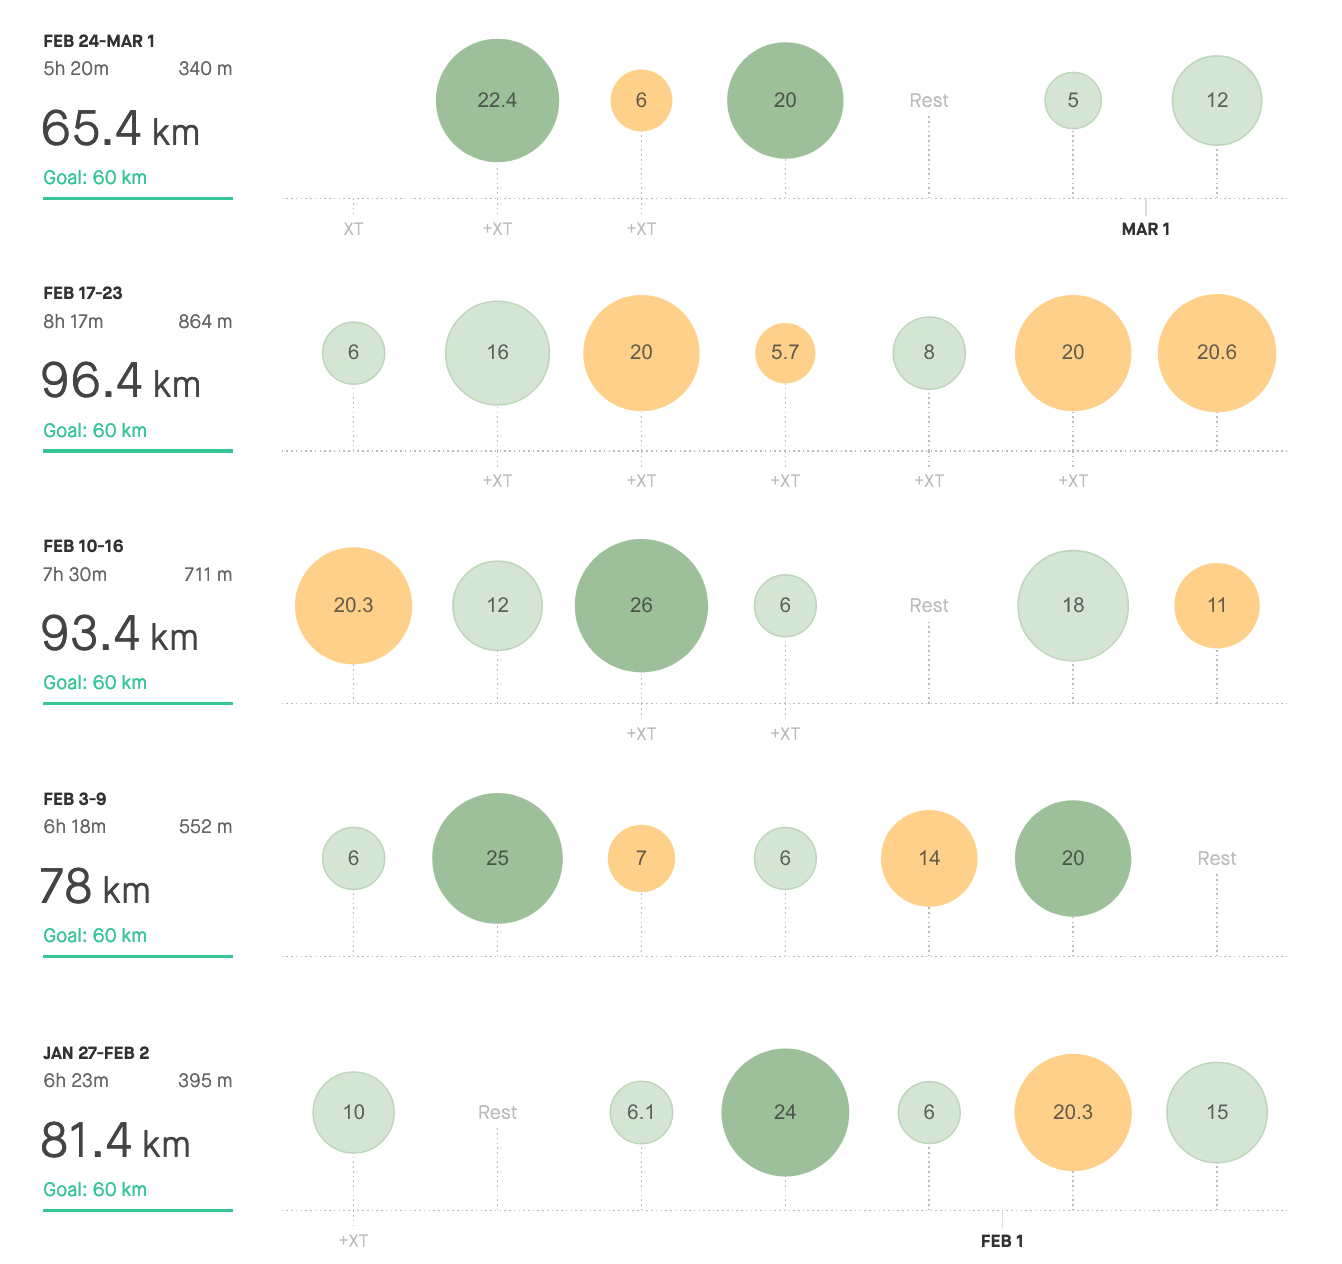 FEB 24-MAR 1
5h 20m 340 m
65.4 km
Goal: 60 km
22.4 6 20 Rest 5 12
XT +XT +XT MAR 1
FEB 17-23
8h 17m 864 m
96.4 km
Goal: 60 km
6 16 20 5.7 8 20 20.6
+XT +XT +XT +XT +XT
FEB 10-16
7h 30m 711 m
93.4 km
Goal: 60 km
20.3 12 26 6 Rest 18 11
+XT +XT
FEB 3-9
6h 18m 552 m
78 km
Goal: 60 km
6 25 7 6 14 20 Rest
JAN 27-FEB 2
6h 23m 395 m
81.4 km
Goal: 60 km
10 Rest 6.1 24 6 20.3 15
+XT FEB 1